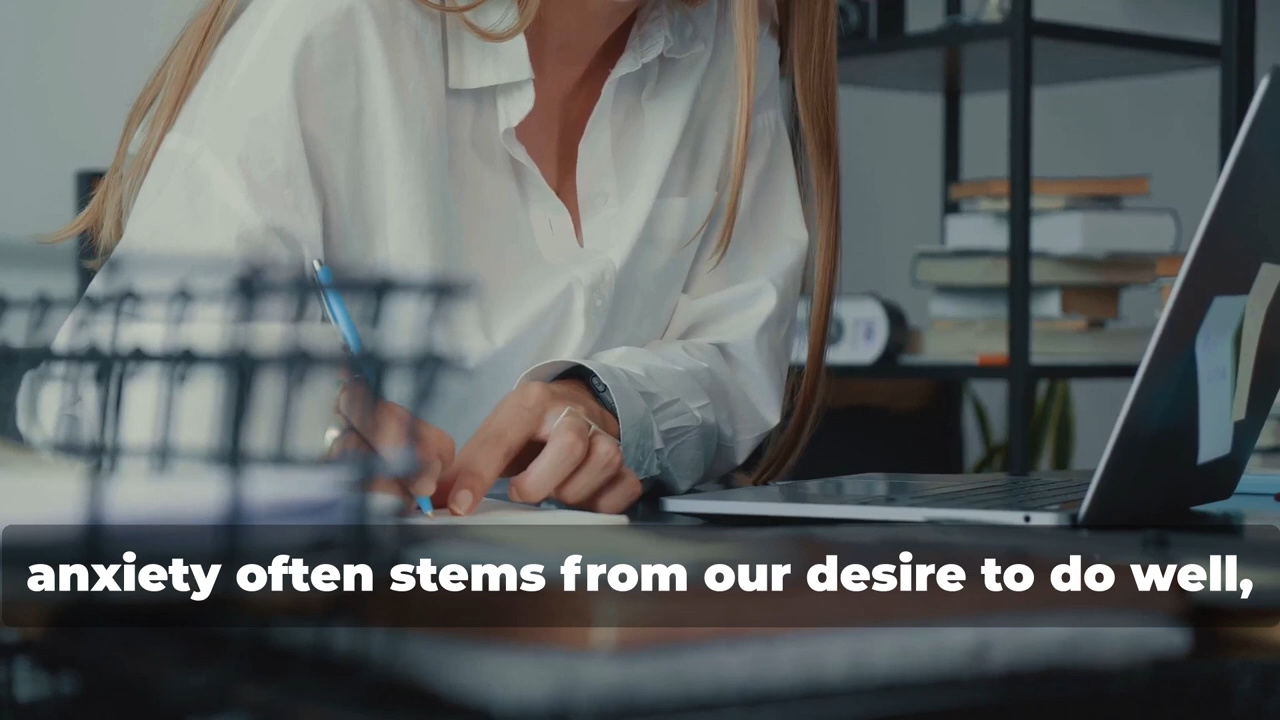 anxiety often stems from our desire to do well,